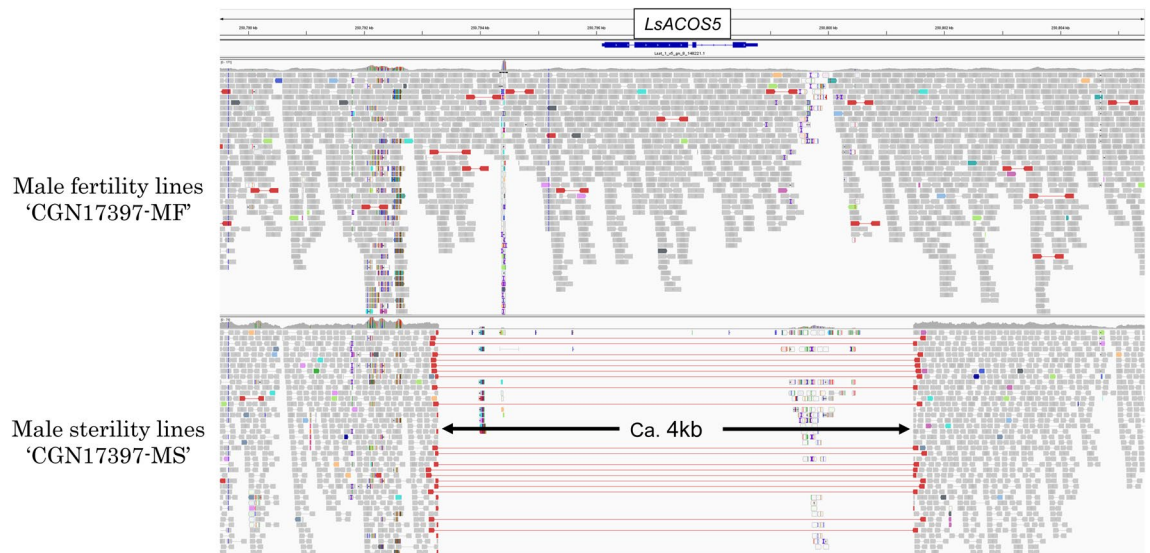 LsACOS5
Male fertility lines
‘CGN17397-MF’
Male sterility lines
‘CGN17397-MS’
Ca. 4kb